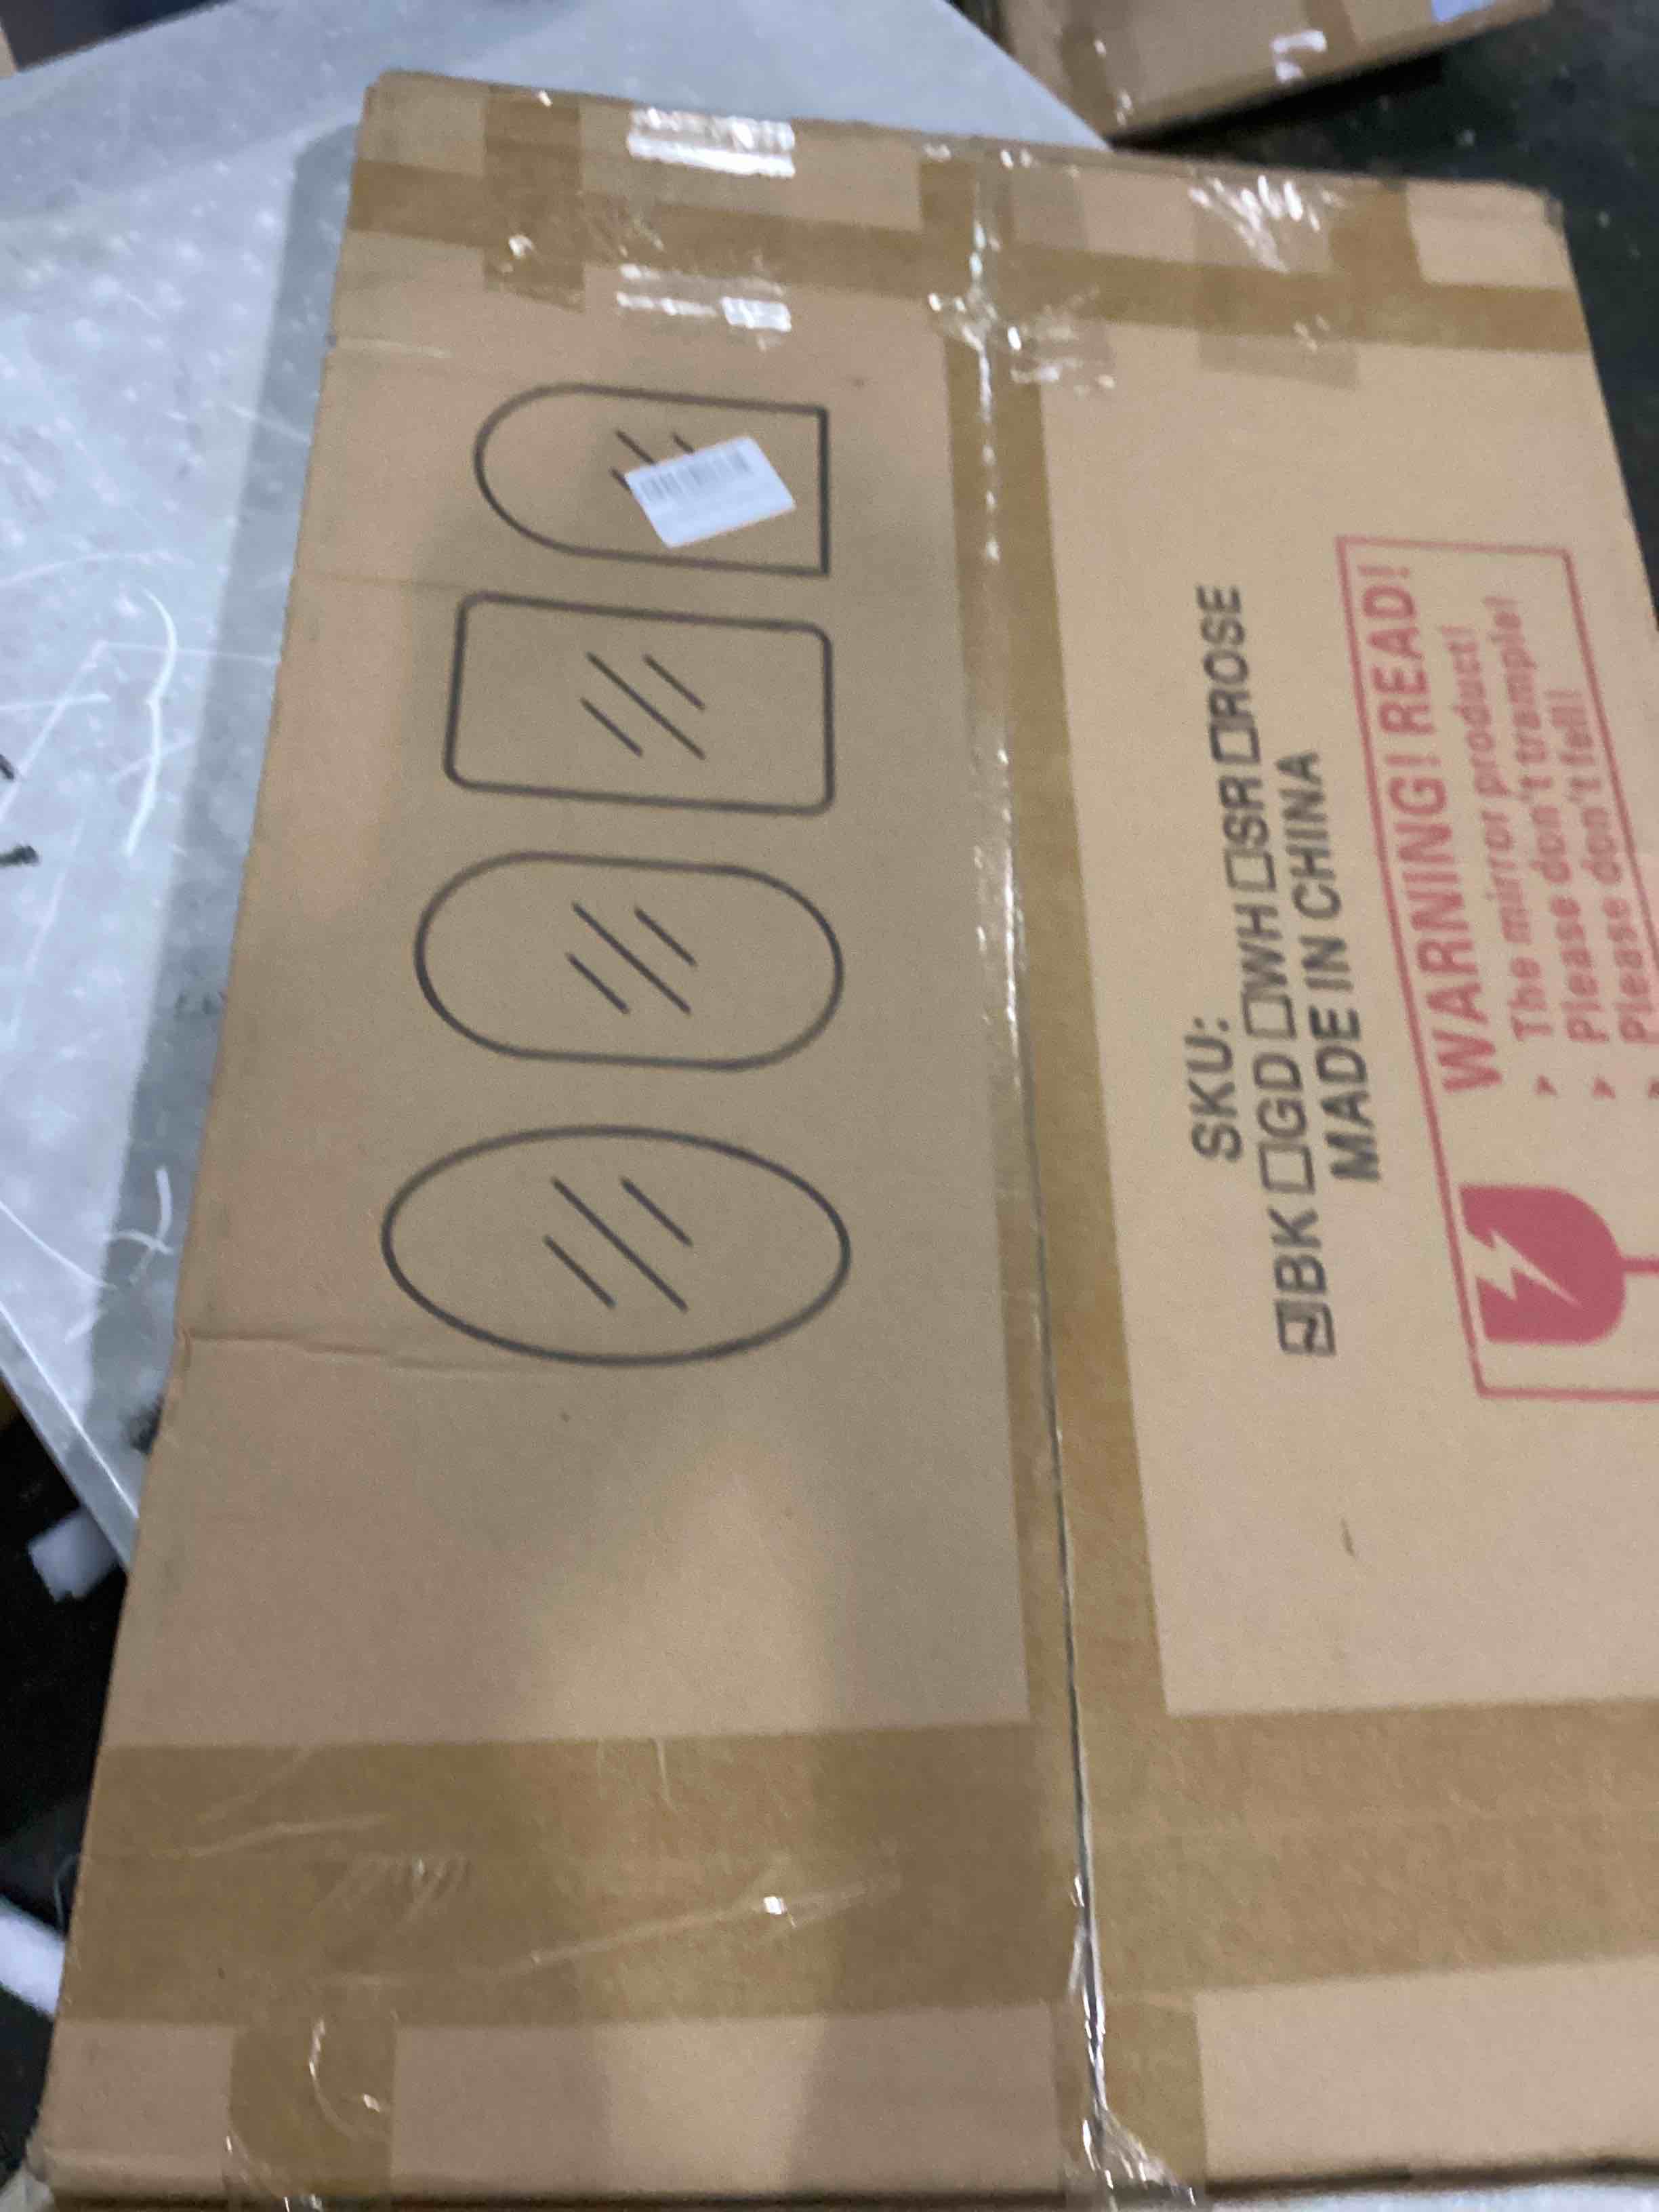 SKU:
☑BK☐GD☐WH☐SR☐ROSE
MADE IN CHINA
WARNING! READ!
➤ The mirror product!
➤ Please don't trample!
➤ Please don't fall!